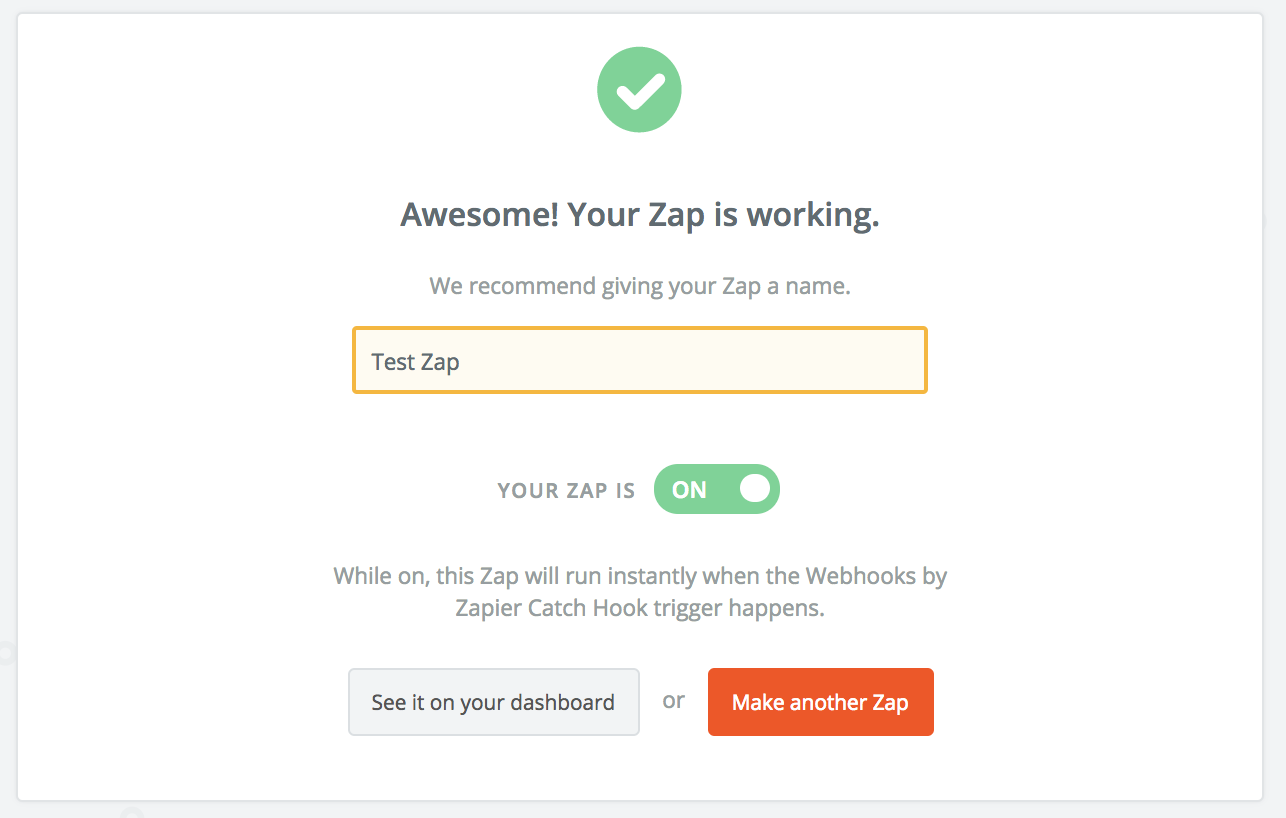 Awesome! Your Zap is working.
We recommend giving your Zap a name.
Test Zap
YOUR ZAP IS ON
While on, this Zap will run instantly when the Webhooks by
Zapier Catch Hook trigger happens.
See it on your dashboard or Make another Zap